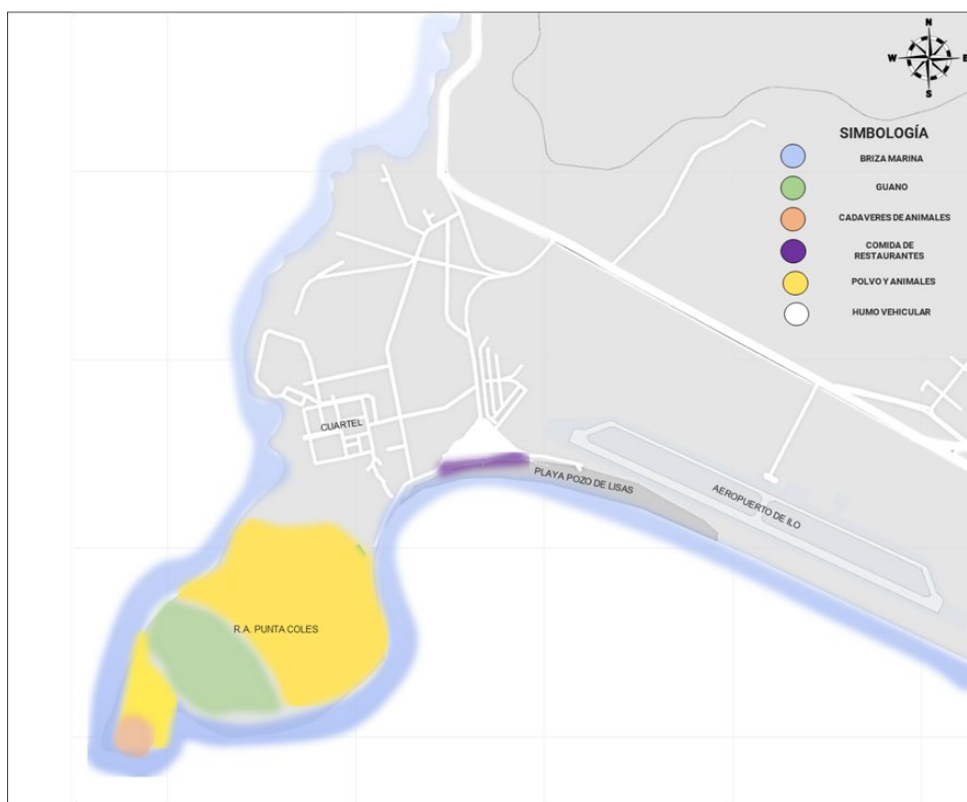 N
W E
S
SIMBOLOGÍA
BRIZA MARINA
GUANO
CADAVERES DE ANIMALES
COMIDA DE
RESTAURANTES
POLVO Y ANIMALES
HUMO VEHICULAR
CUARTEL
PLAYA POZO DE LISAS
AEROPUERTO DE ILO
R.A. PUNTA COLES